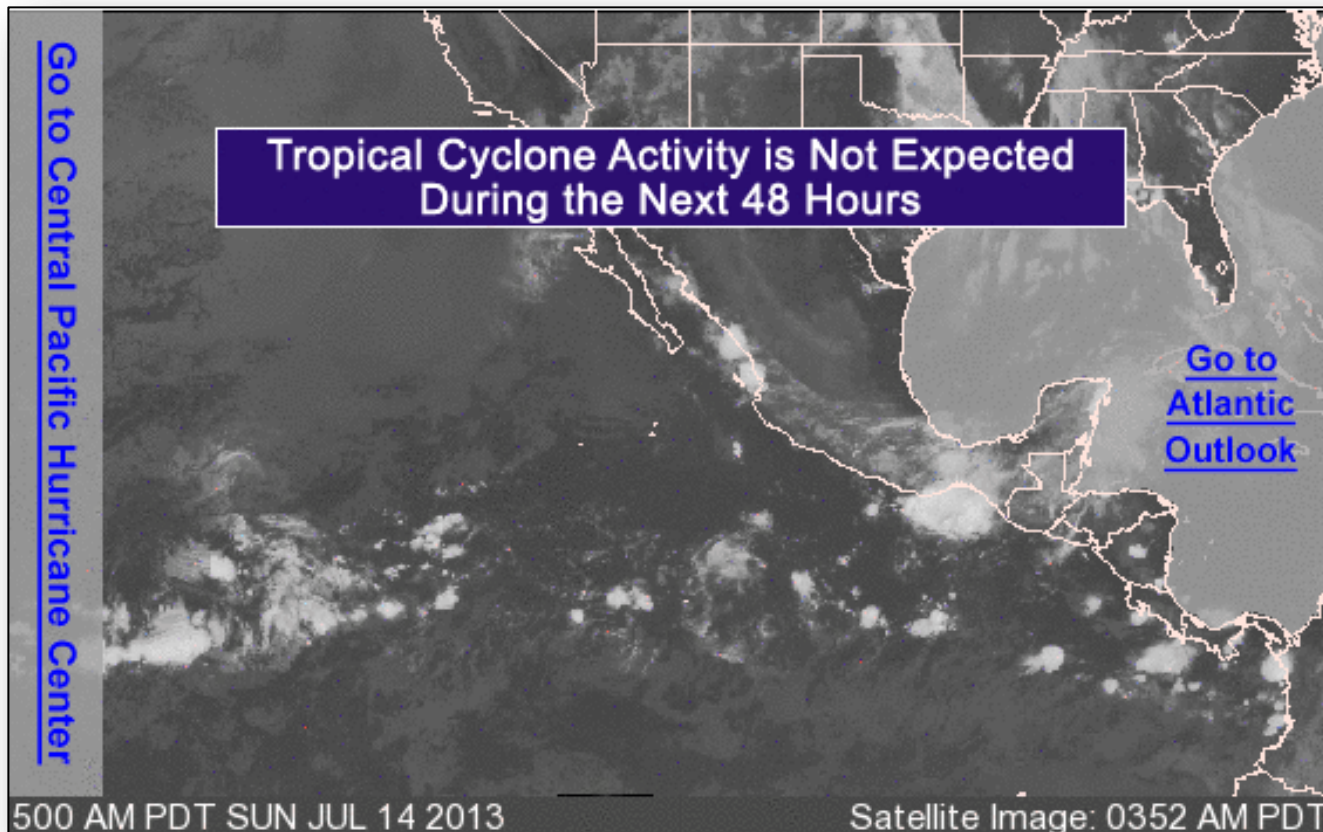 Go to Central Pacific Hurricane Center
Tropical Cyclone Activity is Not Expected
During the Next 48 Hours
Go to
Atlantic
Outlook
500 AM PDT SUN JUL 14 2013
Satellite Image: 0352 AM PDT